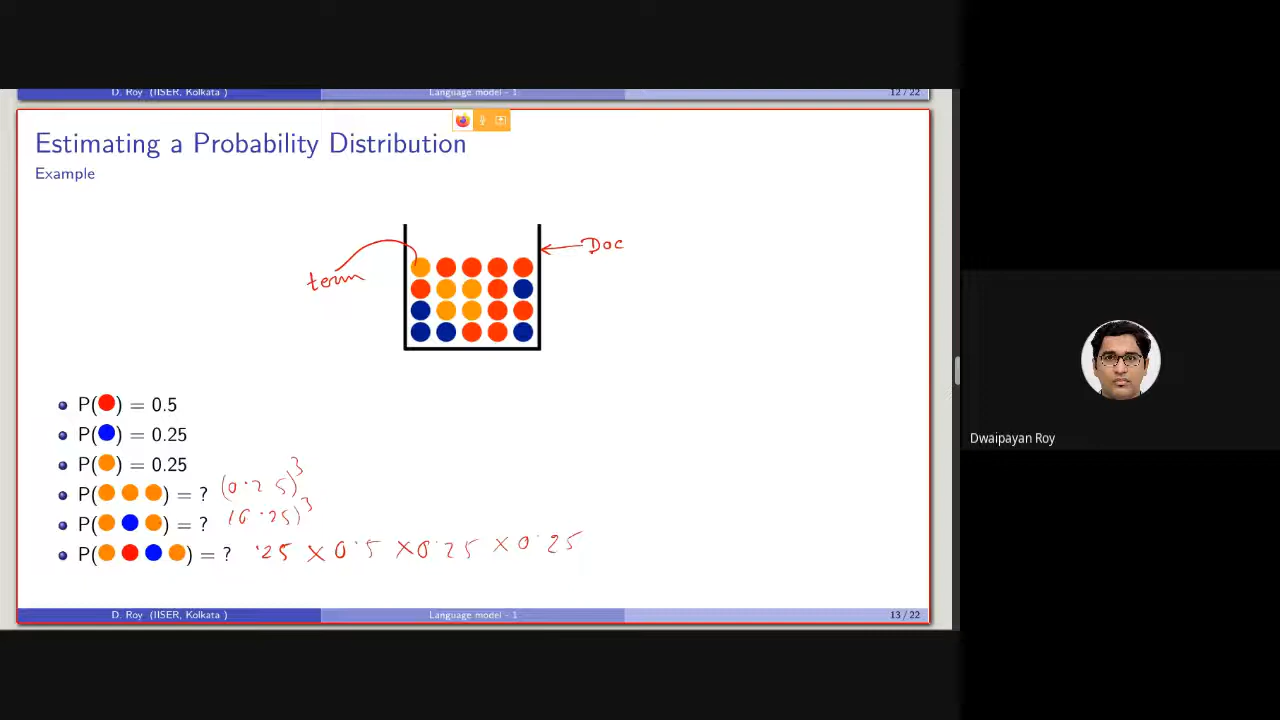 D. Roy (IISER, Kolkata ) Language model - 1 12 / 22
Estimating a Probability Distribution
Example
Doc
term
P( ) = 0.5
P( ) = 0.25
P( ) = 0.25
P( ) = ? (0.25)^3
P( ) = ? (0.25)^3
P( ) = ? .25 × 0.5 × 0.25 × 0.25
Dwaipayan Roy
D. Roy (IISER, Kolkata ) Language model - 1 13 / 22